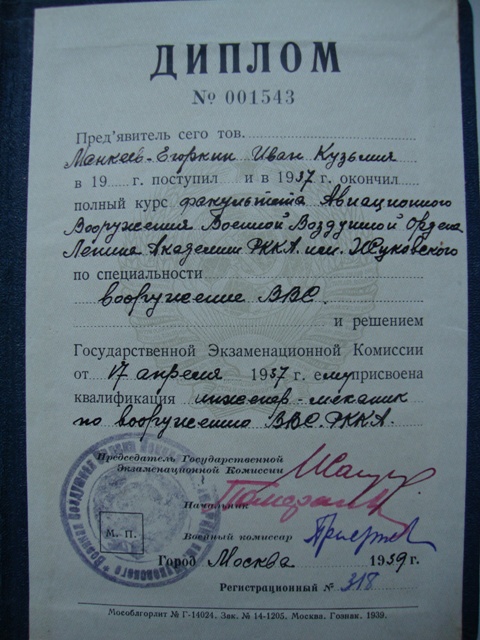 ДИПЛОМ
№ 001543
Пред'явитель сего тов.
Манкевь-Егоркин Иван Кузьмич
в 19 г. поступил и в 1937 г. окончил
полный курс факультета Авиационного
Вооружения Военной Воздушной Ордена
Ленина Академии РККА им. Жуковского
по специальности
вооружение ВВС.
и решением
Государственной Экзаменационной Комиссии
от 17 апреля 1937 г. ему присвоена
квалификация инженер-механик
по вооружению ВВС. РККА.
Председатель Государственной
Экзаменационной Комиссии
Начальник
Военный комиссар
М. П.
Город Москва 1939 г.
Регистрационный № 318
Мособлгорлит № Г-14024. Зак. № 14-1205. Москва. Гознак. 1939.